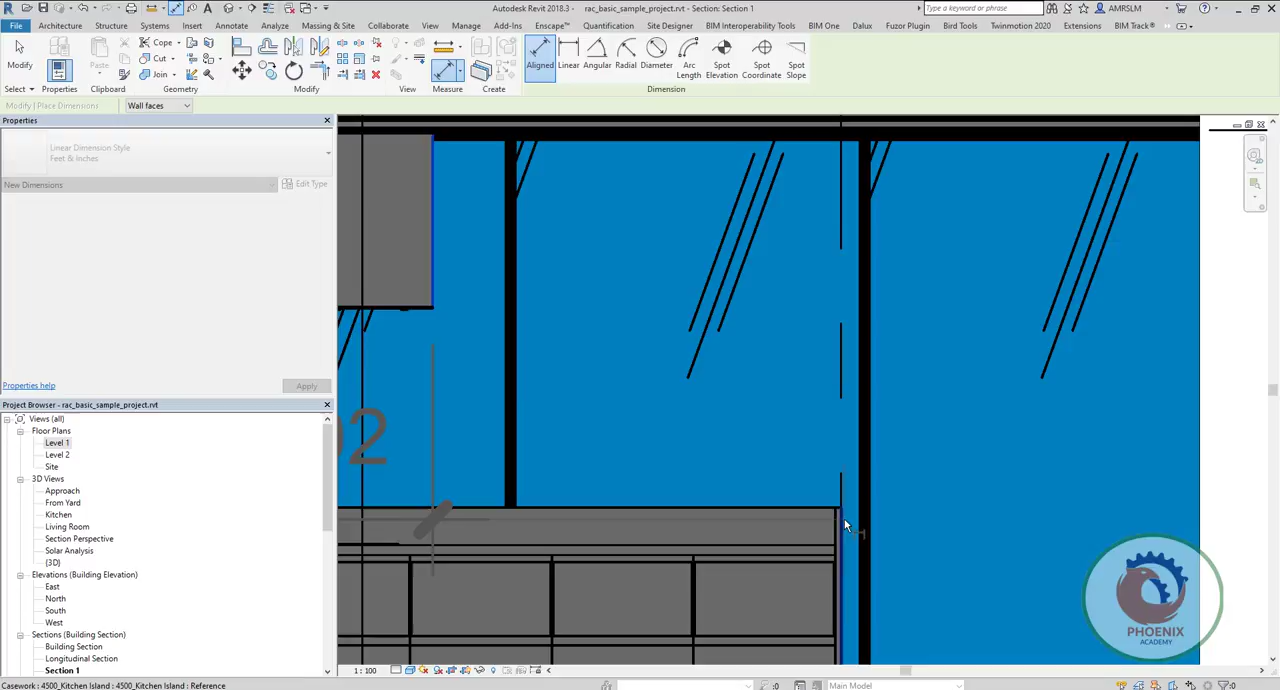 Autodesk Revit 2018.3 - rac_basic_sample_project.rvt - Section: Section 1
Type a keyword or phrase
AMRSLM
File Architecture Structure Systems Insert Annotate Analyze Massing & Site Collaborate View Manage Add-Ins Enscape™ Quantification Site Designer BIM Interoperability Tools BIM One Dalux Fuzor Plugin Bird Tools Twinmotion 2020 Extensions BIM Track®
Modify
Paste
Cope
Cut
Join
Aligned Linear Angular Radial Diameter Arc Length Spot Elevation Spot Coordinate Spot Slope
Select Properties Clipboard Geometry Modify View Measure Create Dimension
Modify | Place Dimensions Wall faces
Properties
Linear Dimension Style
Feet & Inches
New Dimensions Edit Type
Properties help Apply
Project Browser - rac_basic_sample_project.rvt
Views (all)
Floor Plans
Level 1
Level 2
Site
3D Views
Approach
From Yard
Kitchen
Living Room
Section Perspective
Solar Analysis
{3D}
Elevations (Building Elevation)
East
North
South
West
Sections (Building Section)
Building Section
Longitudinal Section
Section 1
02
PHOENIX
ACADEMY
1 : 100
Casework : 4500_Kitchen Island : 4500_Kitchen Island : Reference
:0
Main Model
:0